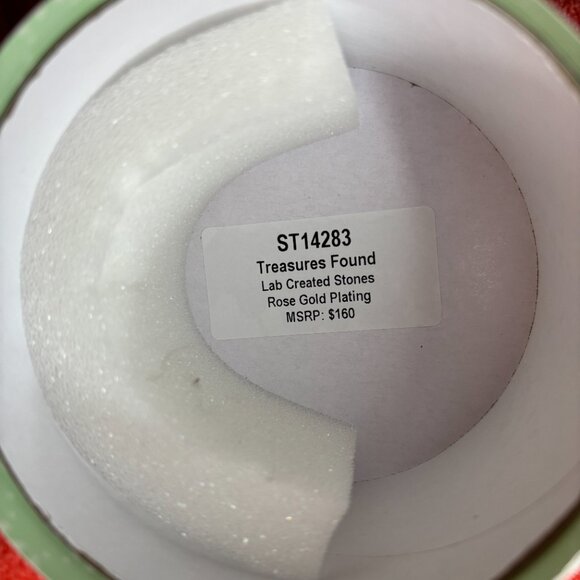 ST14283
Treasures Found
Lab Created Stones
Rose Gold Plating
MSRP: $160